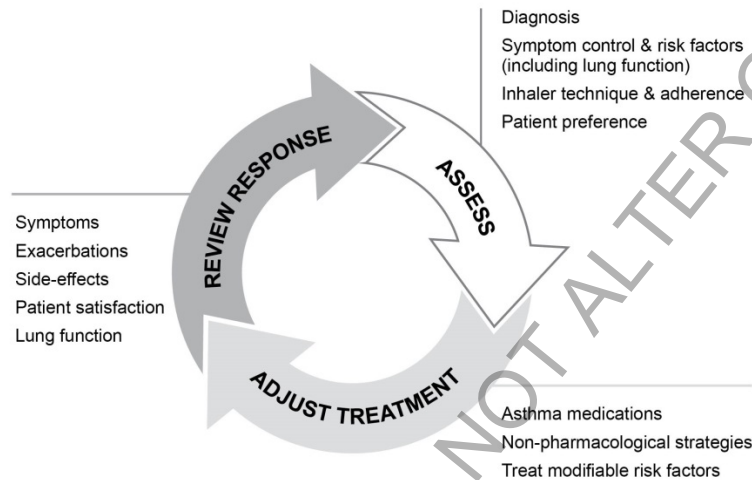 Diagnosis
Symptom control & risk factors
(including lung function)
Inhaler technique & adherence
Patient preference
REVIEW RESPONSE
ASSESS
Symptoms
Exacerbations
Side-effects
Patient satisfaction
Lung function
ADJUST TREATMENT
Asthma medications
Non-pharmacological strategies
Treat modifiable risk factors
NOT ALTER